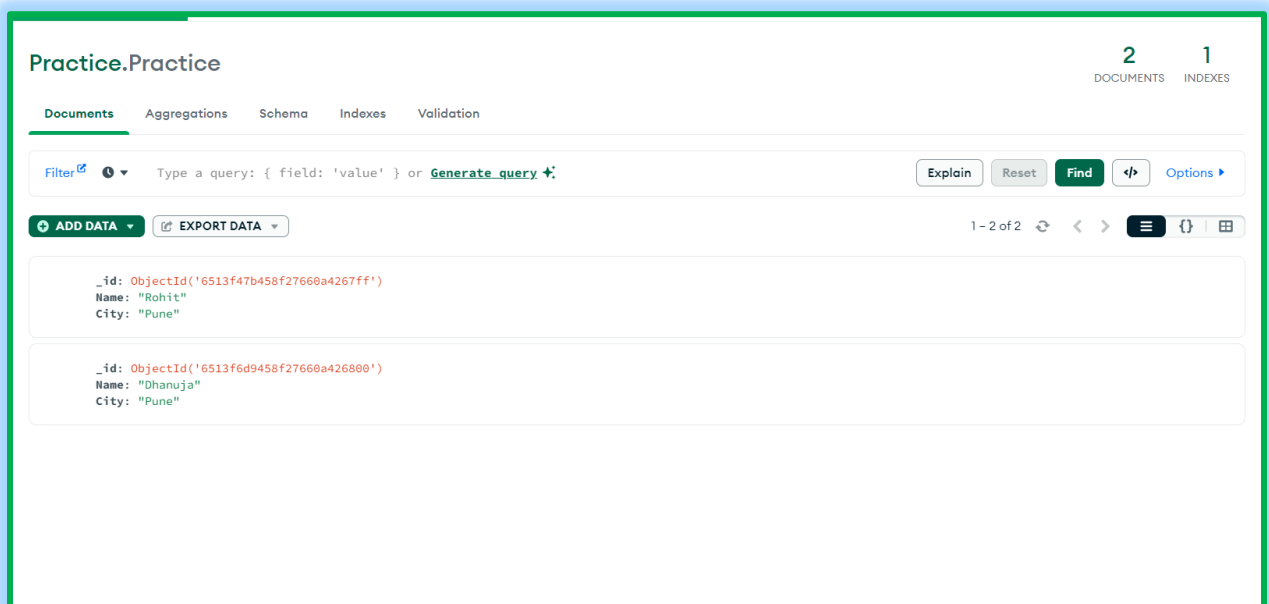 Practice.Practice
2 1
DOCUMENTS INDEXES
Documents Aggregations Schema Indexes Validation
Filter Type a query: { field: 'value' } or Generate query Explain Reset Find </> Options
ADD DATA EXPORT DATA 1 – 2 of 2 {}
_id: ObjectId('6513f47b458f27660a4267ff')
Name: "Rohit"
City: "Pune"
_id: ObjectId('6513f6d9458f27660a426800')
Name: "Dhanuja"
City: "Pune"